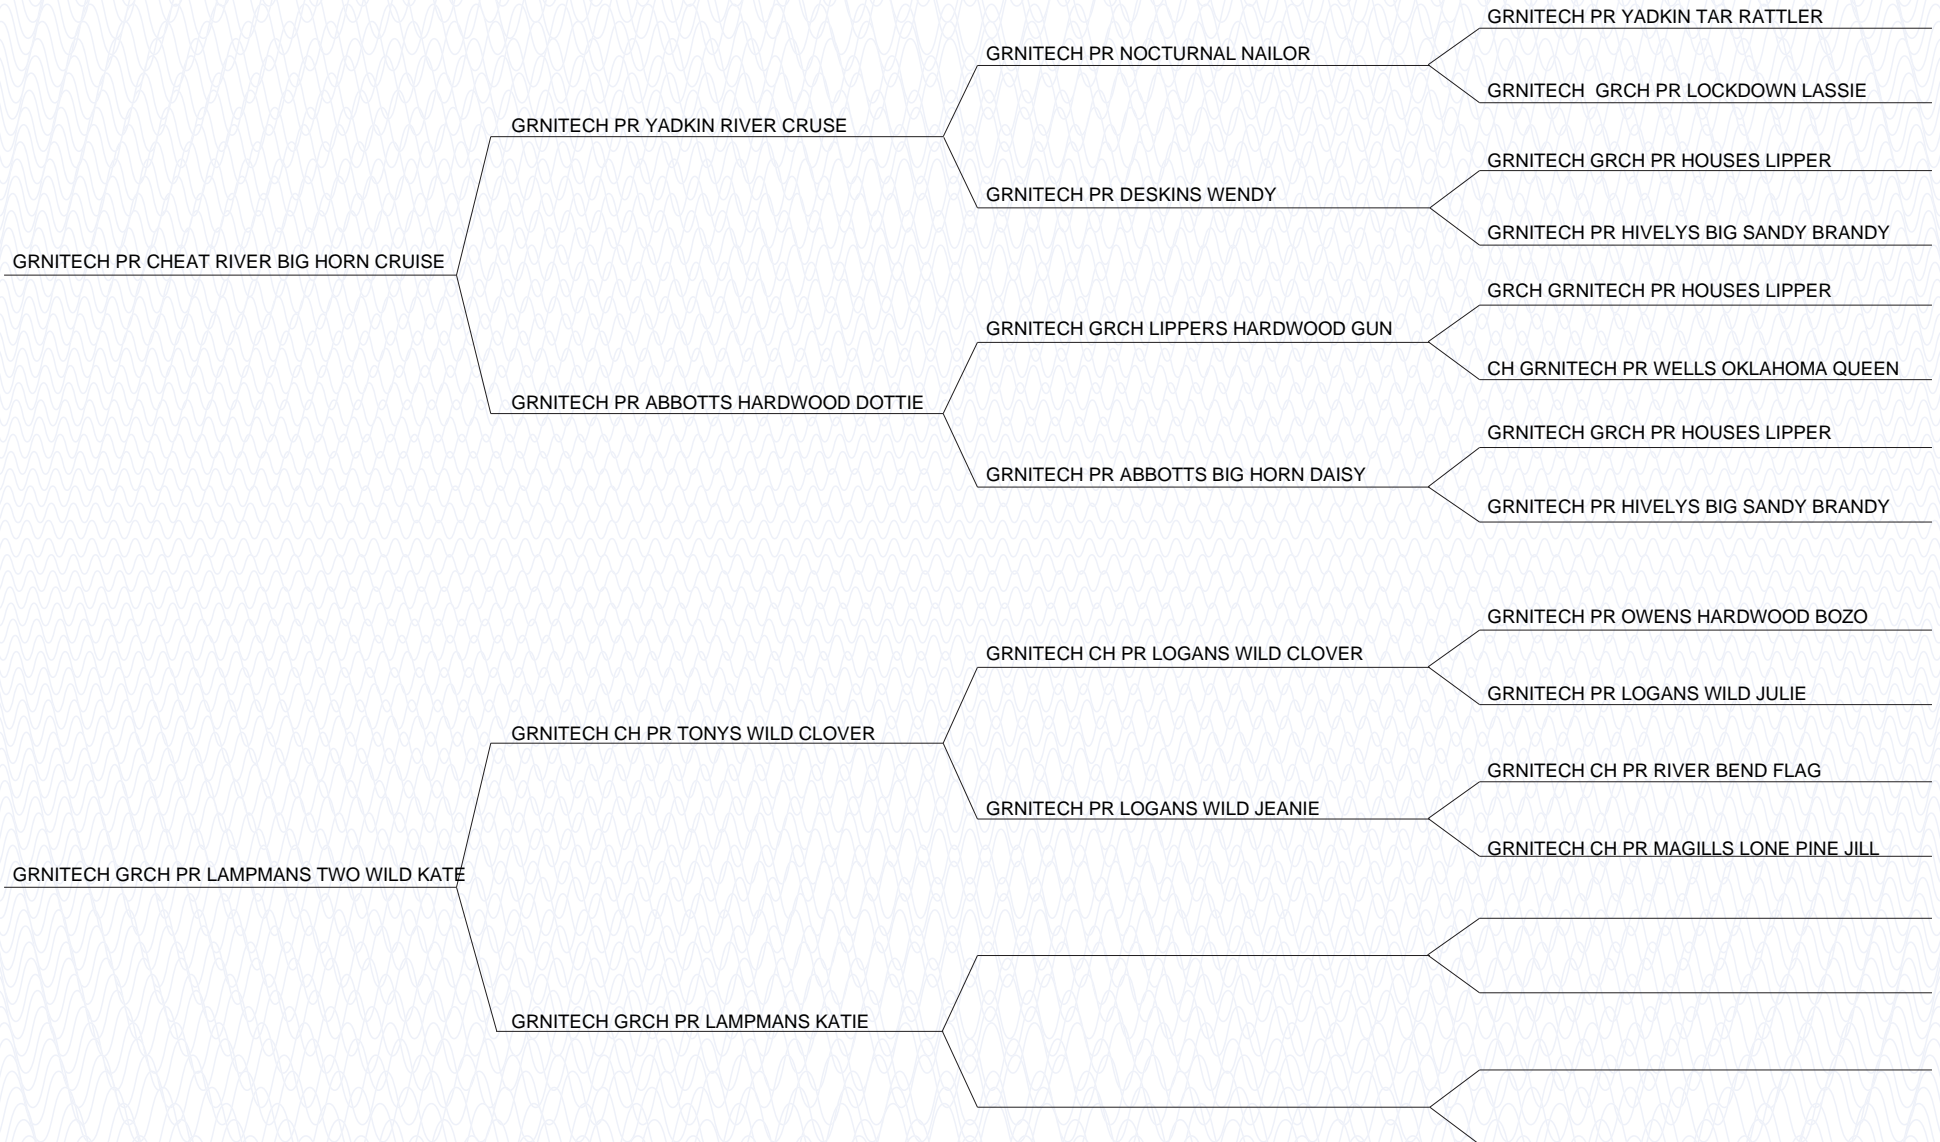 GRNITECH PR YADKIN TAR RATTLER
GRNITECH PR NOCTURNAL NAILOR
GRNITECH  GRCH PR LOCKDOWN LASSIE
GRNITECH PR YADKIN RIVER CRUSE
GRNITECH GRCH PR HOUSES LIPPER
GRNITECH PR DESKINS WENDY
GRNITECH PR HIVELYS BIG SANDY BRANDY
GRNITECH PR CHEAT RIVER BIG HORN CRUISE
GRCH GRNITECH PR HOUSES LIPPER
GRNITECH GRCH LIPPERS HARDWOOD GUN
CH GRNITECH PR WELLS OKLAHOMA QUEEN
GRNITECH PR ABBOTTS HARDWOOD DOTTIE
GRNITECH GRCH PR HOUSES LIPPER
GRNITECH PR ABBOTTS BIG HORN DAISY
GRNITECH PR HIVELYS BIG SANDY BRANDY
GRNITECH PR OWENS HARDWOOD BOZO
GRNITECH CH PR LOGANS WILD CLOVER
GRNITECH PR LOGANS WILD JULIE
GRNITECH CH PR TONYS WILD CLOVER
GRNITECH CH PR RIVER BEND FLAG
GRNITECH PR LOGANS WILD JEANIE
GRNITECH CH PR MAGILLS LONE PINE JILL
GRNITECH GRCH PR LAMPMANS TWO WILD KATE
GRNITECH GRCH PR LAMPMANS KATIE